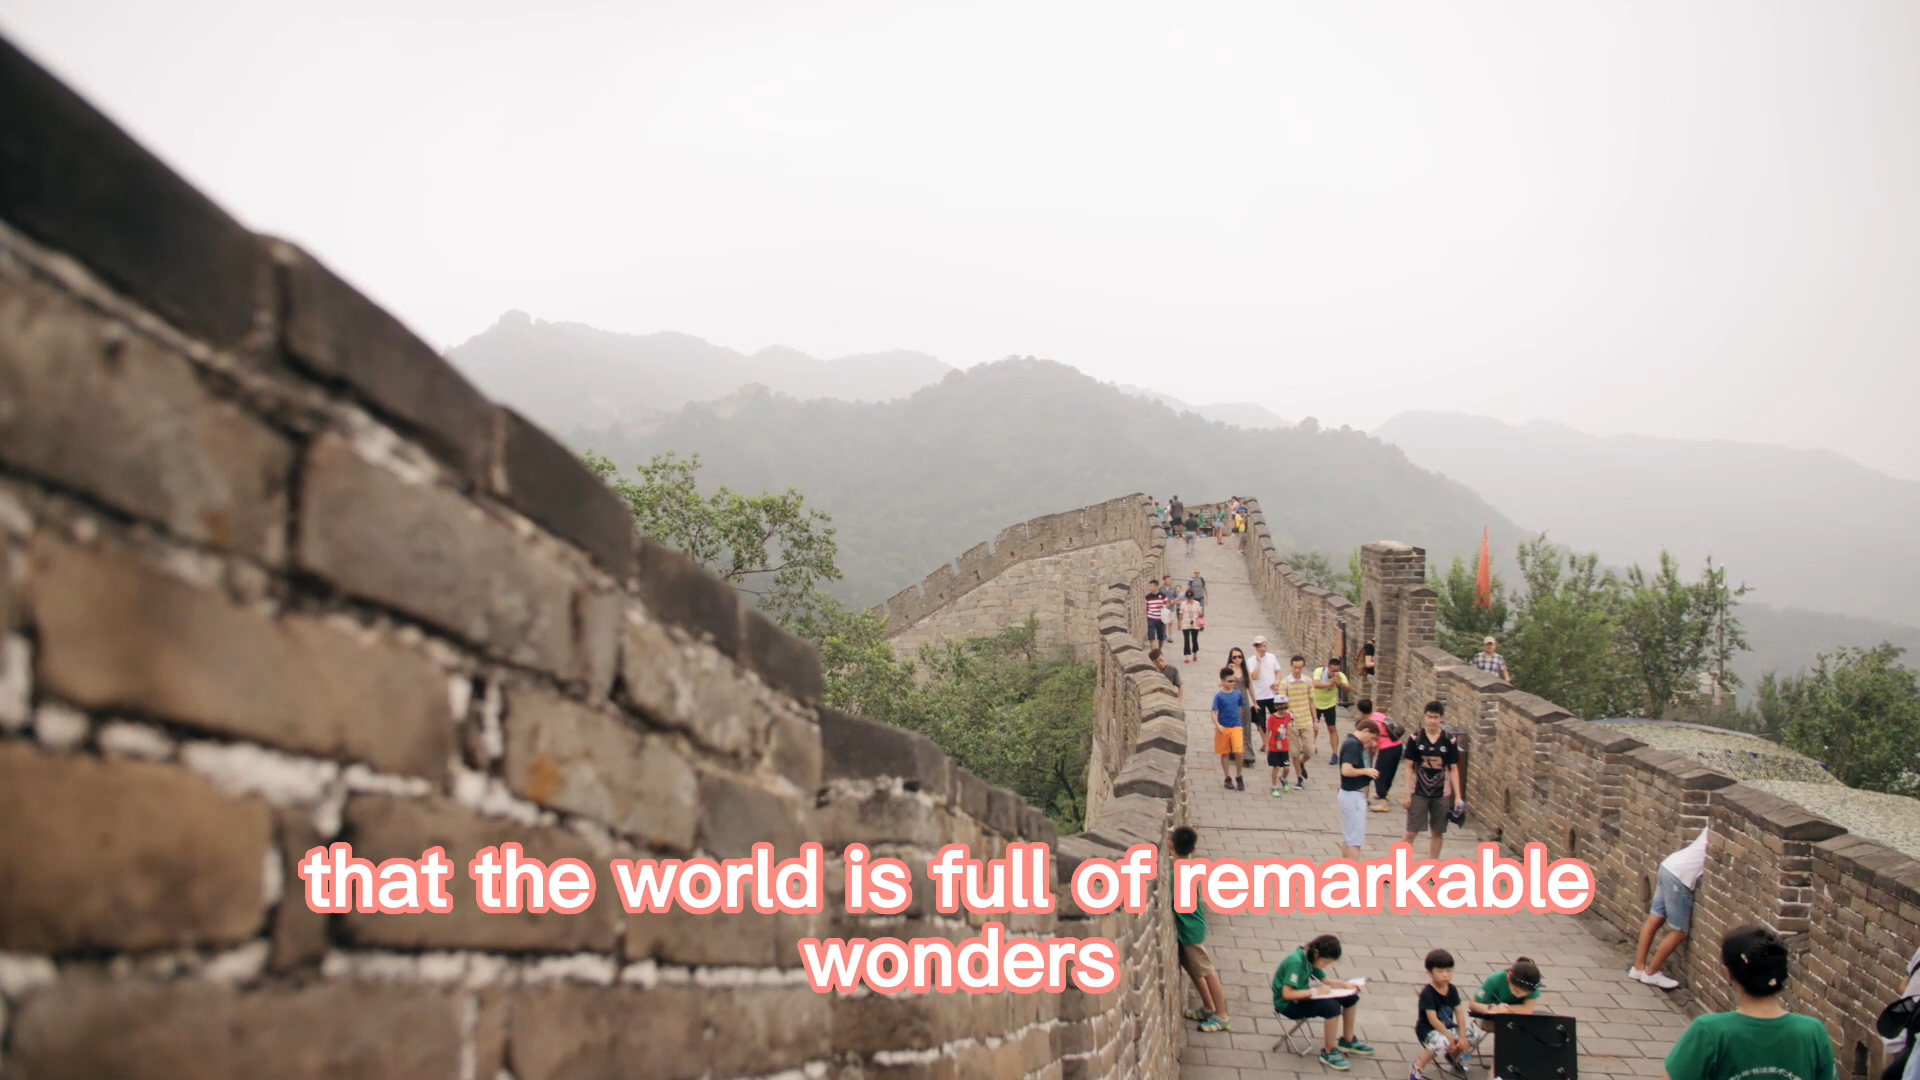 that the world is full of remarkable
wonders